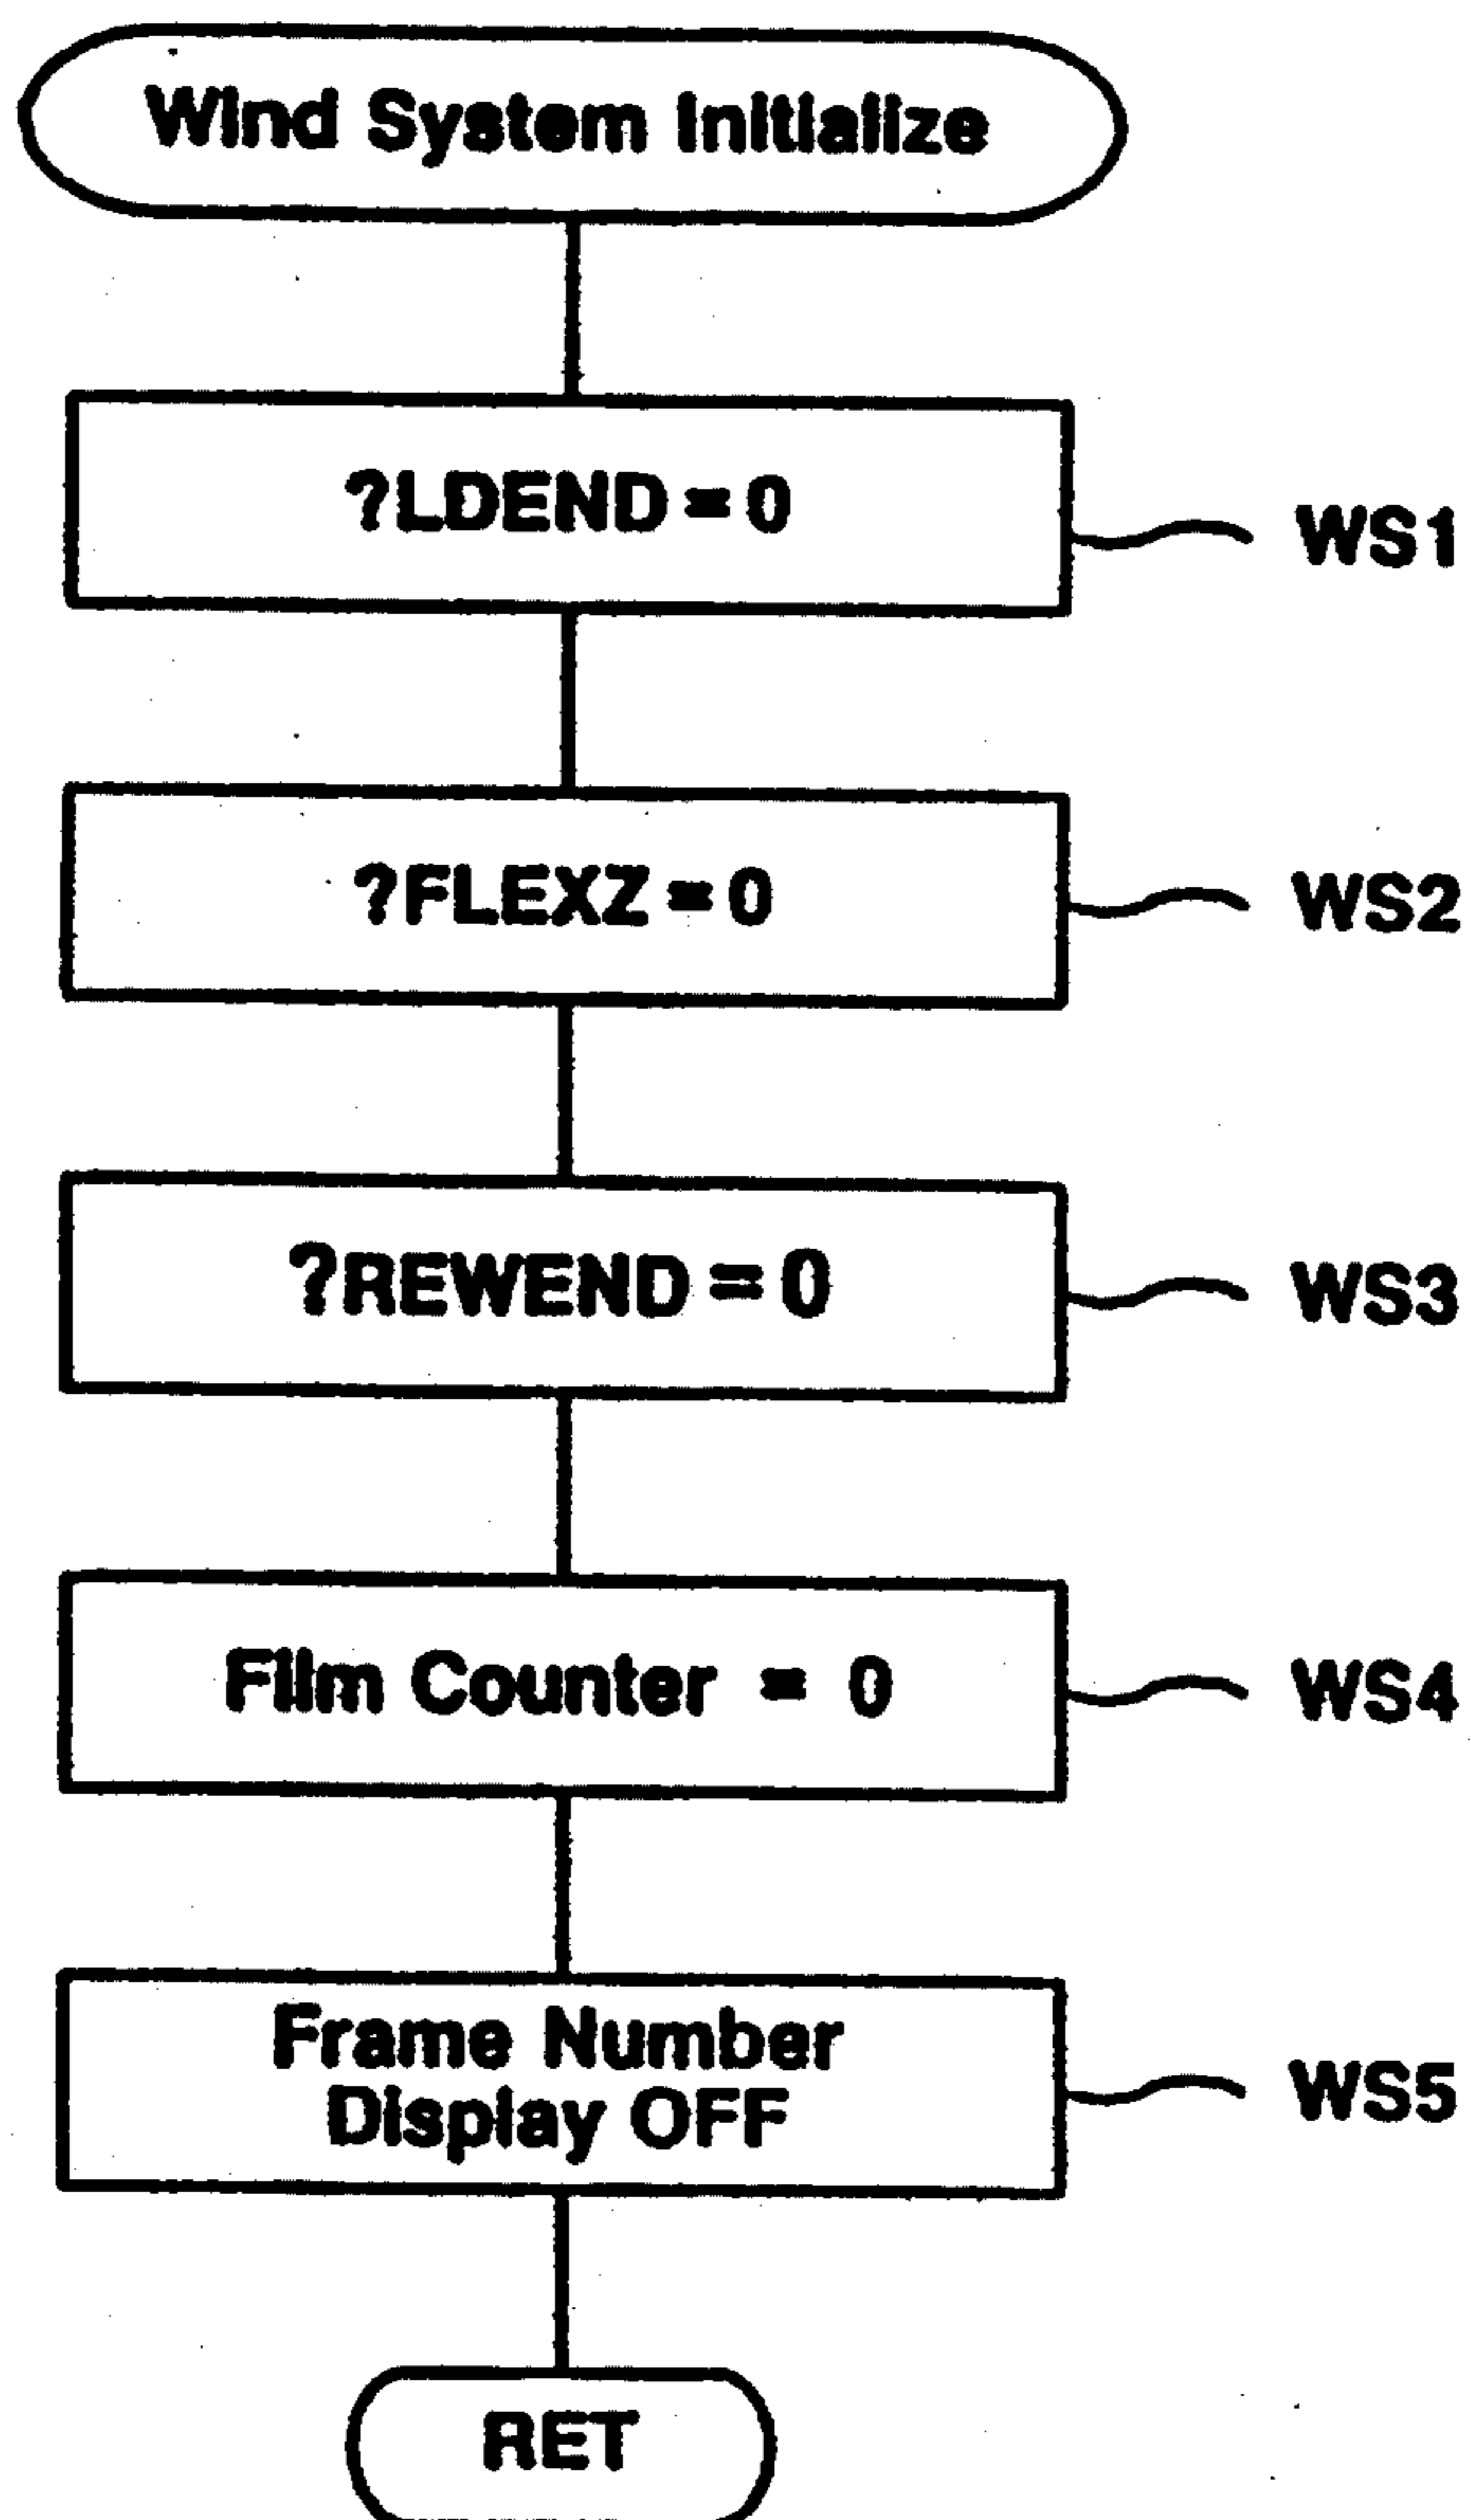 Wind System Initialize
?LDEND = 0
WS1
?FLEXZ = 0
WS2
?REWEND = 0
WS3
Film Counter = 0
WS4
Frame Number
Display OFF
WS5
RET